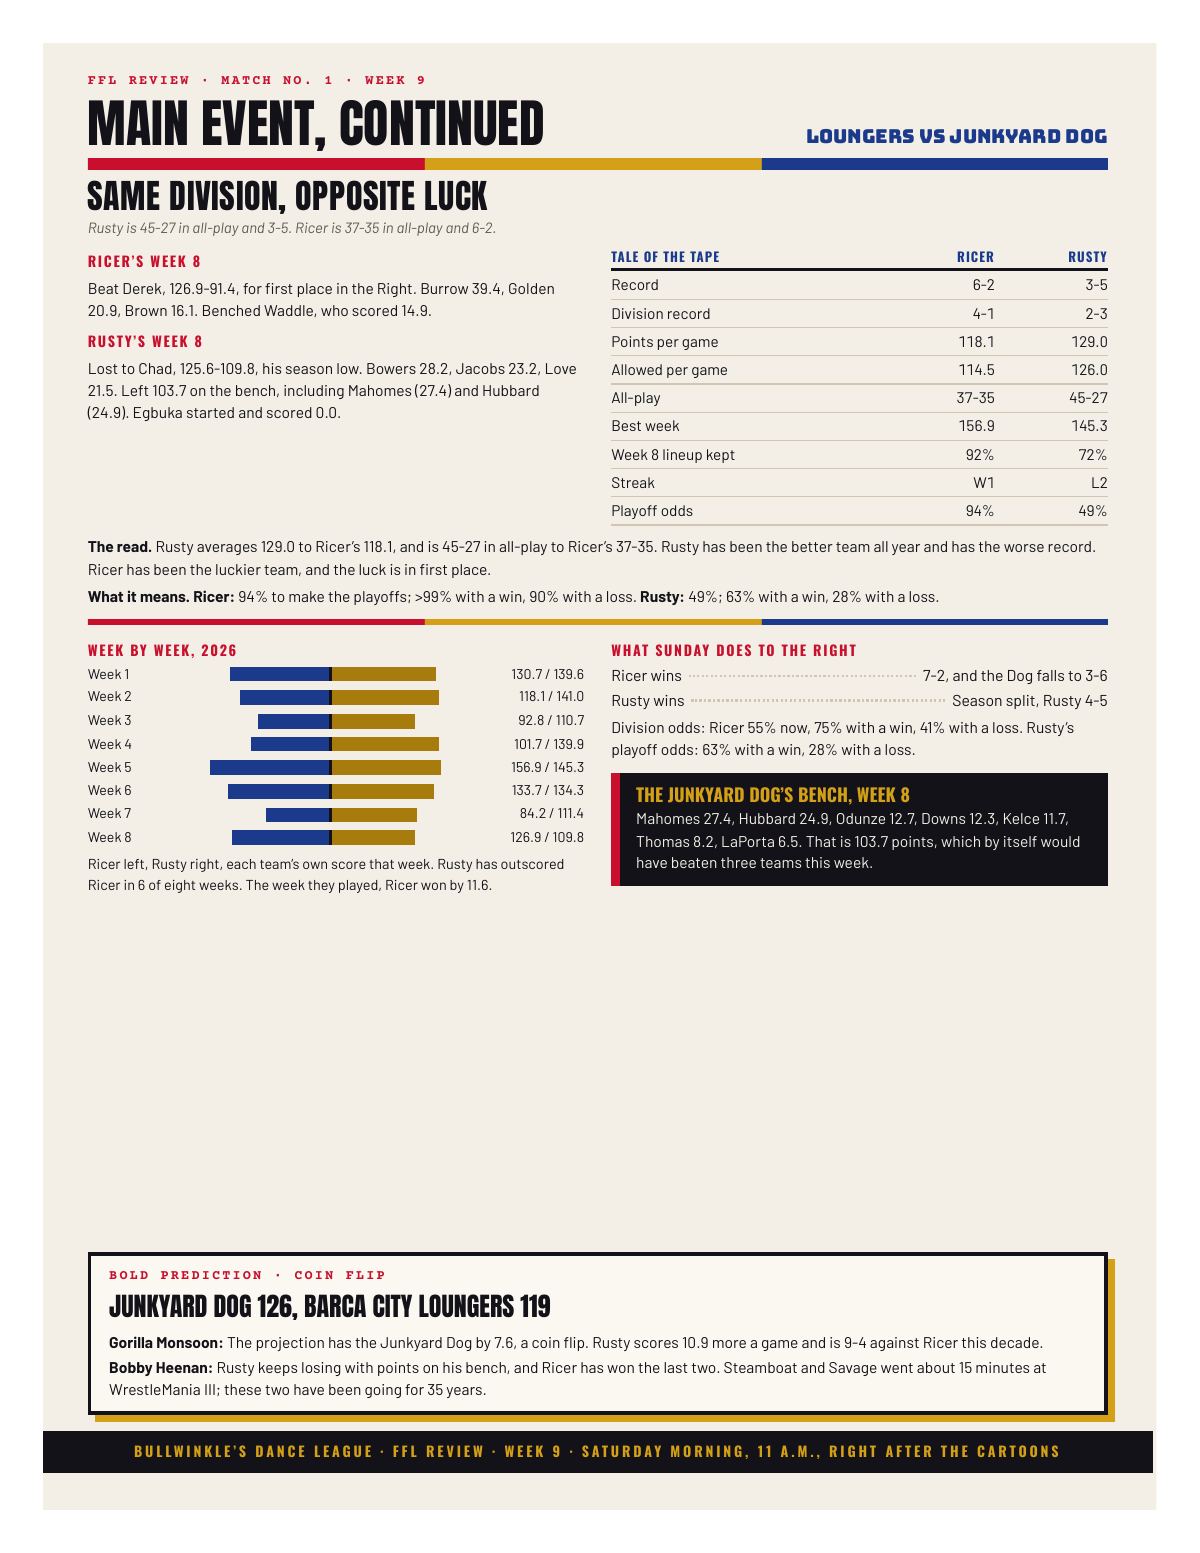 FFL REVIEW · MATCH NO. 1 · WEEK 9
MAIN EVENT, CONTINUED
LOUNGERS VS JUNKYARD DOG
SAME DIVISION, OPPOSITE LUCK
Rusty is 45-27 in all-play and 3-5. Ricer is 37-35 in all-play and 6-2.
RICER’S WEEK 8
Beat Derek, 126.9-91.4, for first place in the Right. Burrow 39.4, Golden
20.9, Brown 16.1. Benched Waddle, who scored 14.9.
RUSTY’S WEEK 8
Lost to Chad, 125.6-109.8, his season low. Bowers 28.2, Jacobs 23.2, Love
21.5. Left 103.7 on the bench, including Mahomes (27.4) and Hubbard
(24.9). Egbuka started and scored 0.0.
TALE OF THE TAPE RICER RUSTY
Record 6-2 3-5
Division record 4-1 2-3
Points per game 118.1 129.0
Allowed per game 114.5 126.0
All-play 37-35 45-27
Best week 156.9 145.3
Week 8 lineup kept 92% 72%
Streak W1 L2
Playoff odds 94% 49%
The read. Rusty averages 129.0 to Ricer’s 118.1, and is 45-27 in all-play to Ricer’s 37-35. Rusty has been the better team all year and has the worse record.
Ricer has been the luckier team, and the luck is in first place.
What it means. Ricer: 94% to make the playoffs; >99% with a win, 90% with a loss. Rusty: 49%; 63% with a win, 28% with a loss.
WEEK BY WEEK, 2026
Week 1 130.7 / 139.6
Week 2 118.1 / 141.0
Week 3 92.8 / 110.7
Week 4 101.7 / 139.9
Week 5 156.9 / 145.3
Week 6 133.7 / 134.3
Week 7 84.2 / 111.4
Week 8 126.9 / 109.8
Ricer left, Rusty right, each team’s own score that week. Rusty has outscored
Ricer in 6 of eight weeks. The week they played, Ricer won by 11.6.
WHAT SUNDAY DOES TO THE RIGHT
Ricer wins 7-2, and the Dog falls to 3-6
Rusty wins Season split, Rusty 4-5
Division odds: Ricer 55% now, 75% with a win, 41% with a loss. Rusty’s
playoff odds: 63% with a win, 28% with a loss.
THE JUNKYARD DOG’S BENCH, WEEK 8
Mahomes 27.4, Hubbard 24.9, Odunze 12.7, Downs 12.3, Kelce 11.7,
Thomas 8.2, LaPorta 6.5. That is 103.7 points, which by itself would
have beaten three teams this week.
BOLD PREDICTION · COIN FLIP
JUNKYARD DOG 126, BARCA CITY LOUNGERS 119
Gorilla Monsoon: The projection has the Junkyard Dog by 7.6, a coin flip. Rusty scores 10.9 more a game and is 9-4 against Ricer this decade.
Bobby Heenan: Rusty keeps losing with points on his bench, and Ricer has won the last two. Steamboat and Savage went about 15 minutes at
WrestleMania III; these two have been going for 35 years.
BULLWINKLE’S DANCE LEAGUE · FFL REVIEW · WEEK 9 · SATURDAY MORNING, 11 A.M., RIGHT AFTER THE CARTOONS